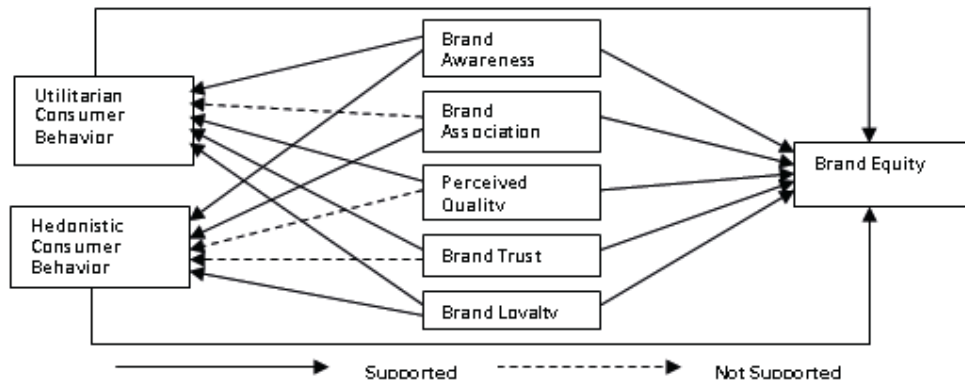 Utilitarian
Consumer
Behavior
Hedonistic
Consumer
Behavior
Brand
Awareness
Brand
Association
Perceived
Quality
Brand Trust
Brand Loyalty
Brand Equity
Supported
Not Supported